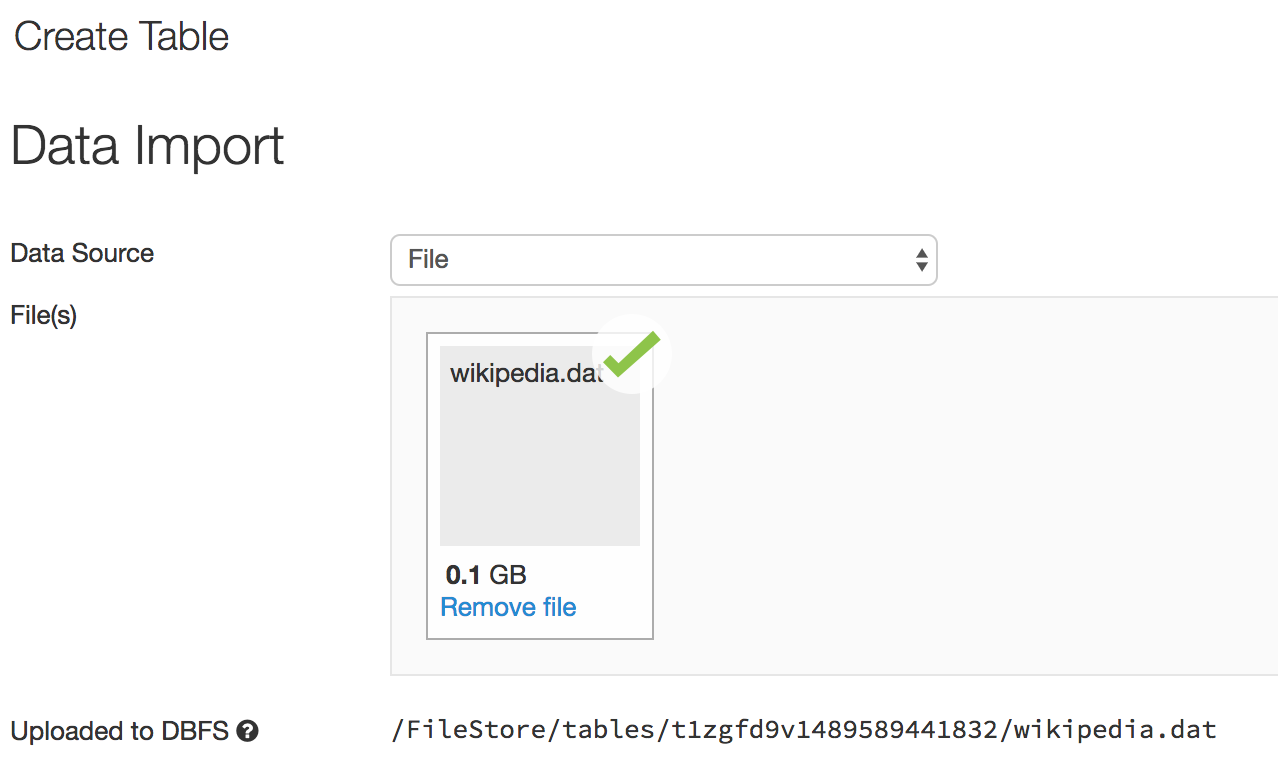 Create Table
Data Import
Data Source
File
File(s)
wikipedia.dat
0.1 GB
Remove file
Uploaded to DBFS ?
/FileStore/tables/t1zgfd9v1489589441832/wikipedia.dat